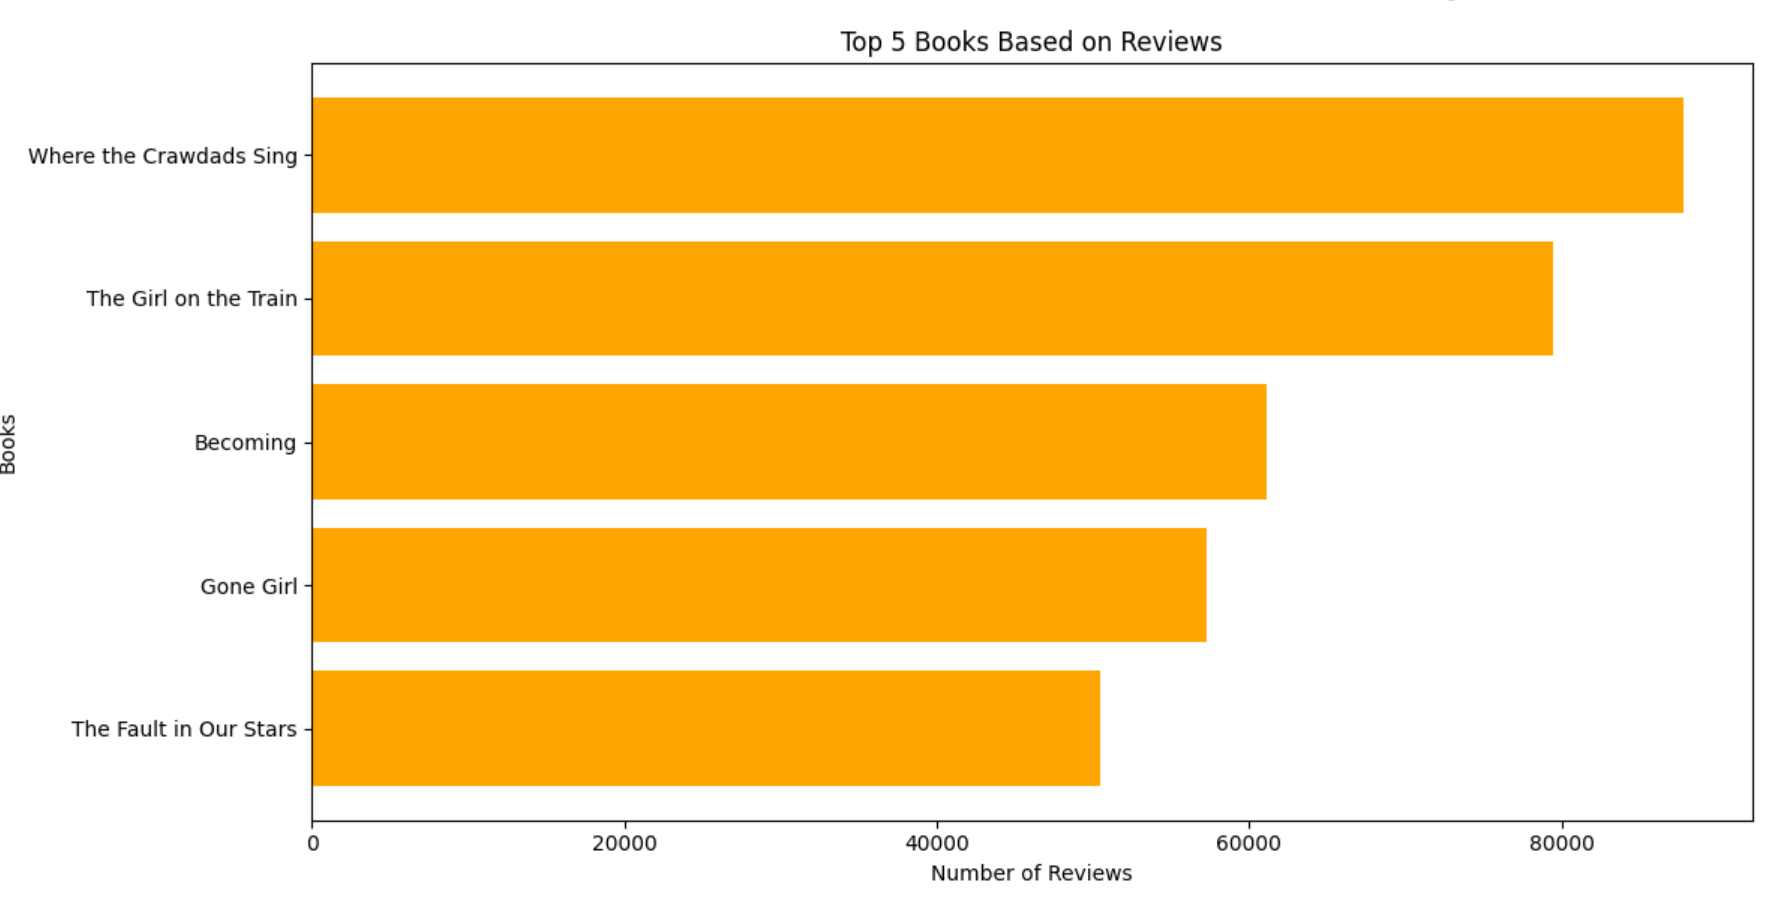 Top 5 Books Based on Reviews
Where the Crawdads Sing
The Girl on the Train
Becoming
Gone Girl
The Fault in Our Stars
Books
0 20000 40000 60000 80000
Number of Reviews